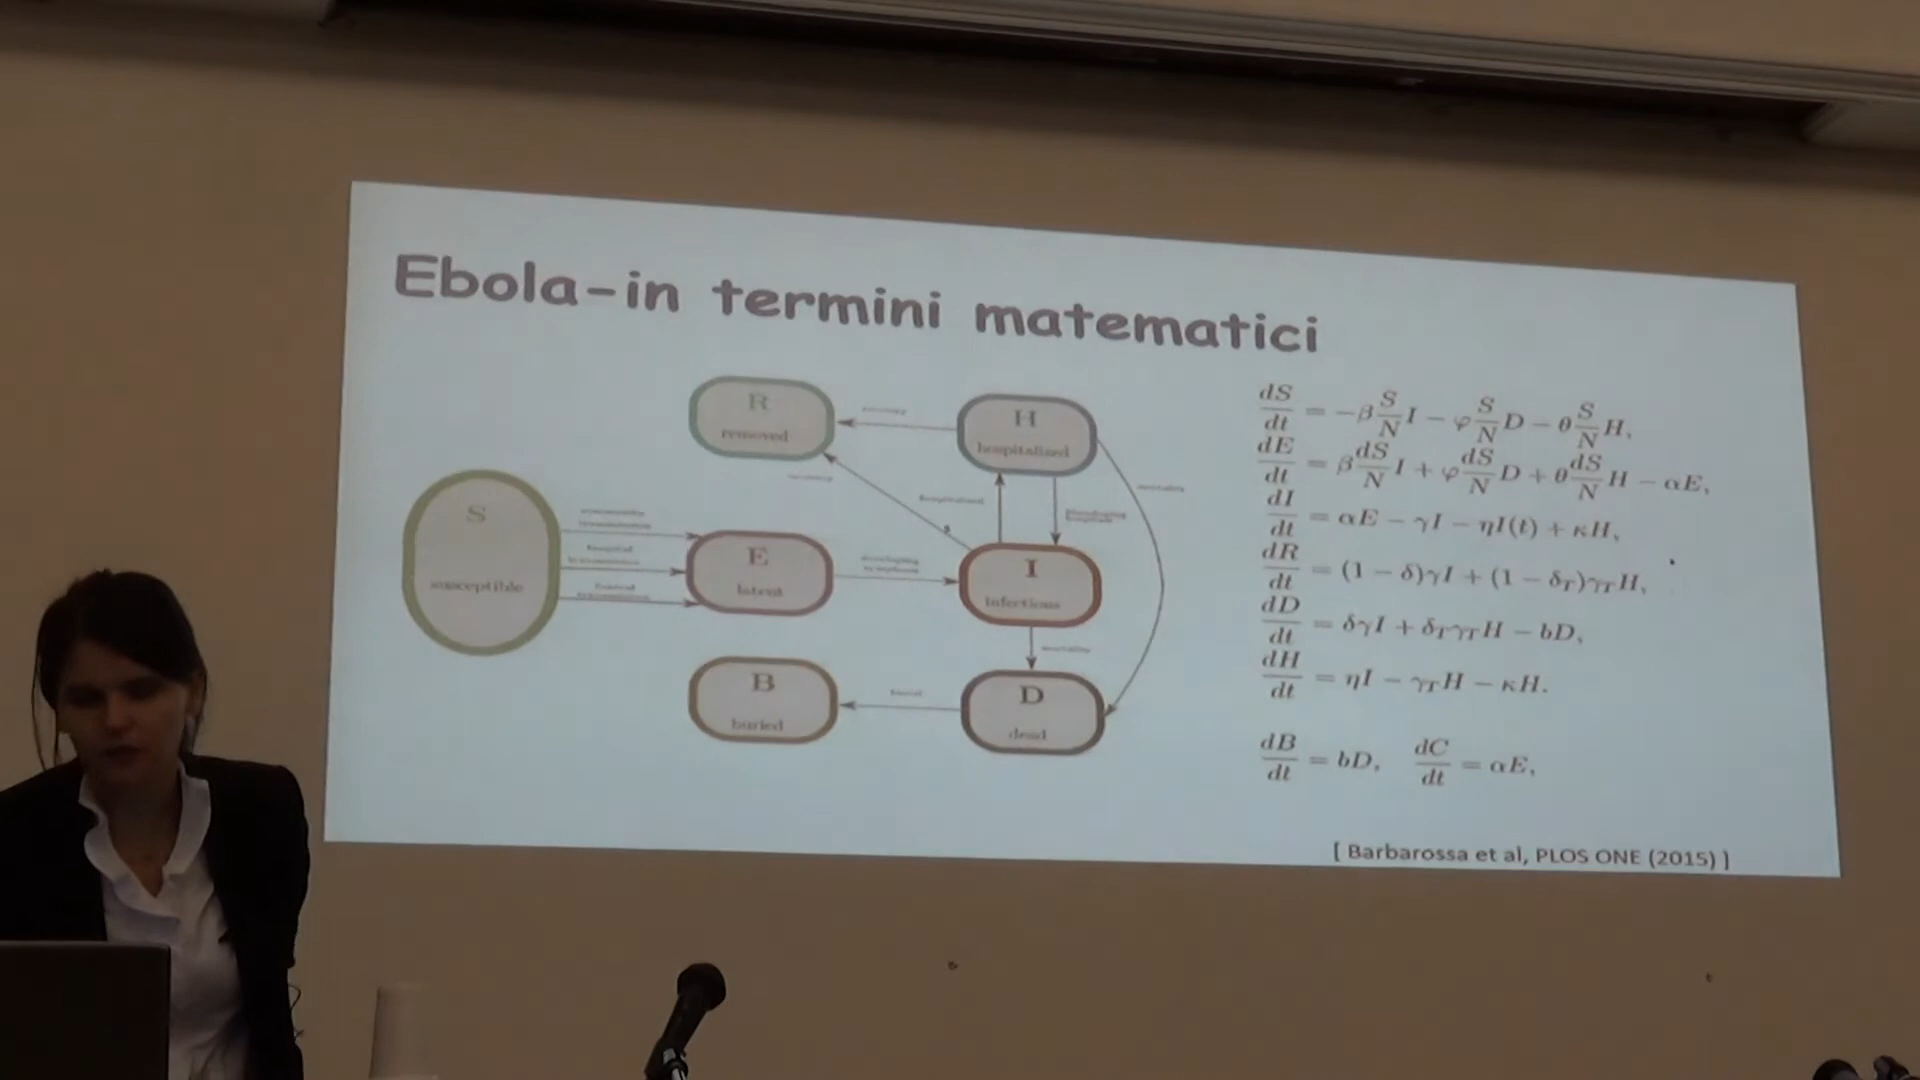 Ebola-in termini matematici
R
removed
H
hospitalized
S
susceptible
E
latent
I
infectious
B
buried
D
dead
burial
mortality
dS/dt = −β S/N I − φ S/N D − θ S/N H,
dE/dt = β dS/N I + φ dS/N D + θ dS/N H − αE,
dI/dt = αE − γI − ηI(t) + κH,
dR/dt = (1 − δ)γI + (1 − δ_T)γ_T H,
dD/dt = δγI + δ_T γ_T H − bD,
dH/dt = ηI − γ_T H − κH.
dB/dt = bD, dC/dt = αE,
[ Barbarossa et al, PLOS ONE (2015) ]